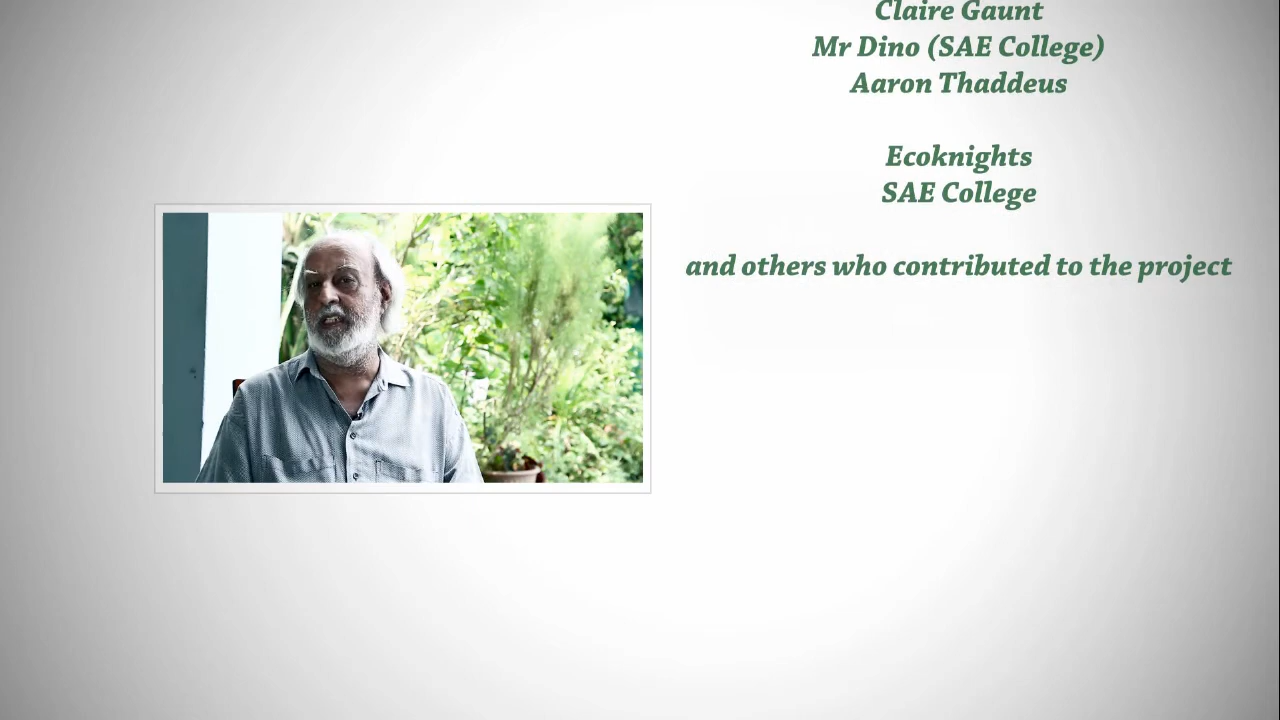 Claire Gaunt
Mr Dino (SAE College)
Aaron Thaddeus
Ecoknights
SAE College
and others who contributed to the project